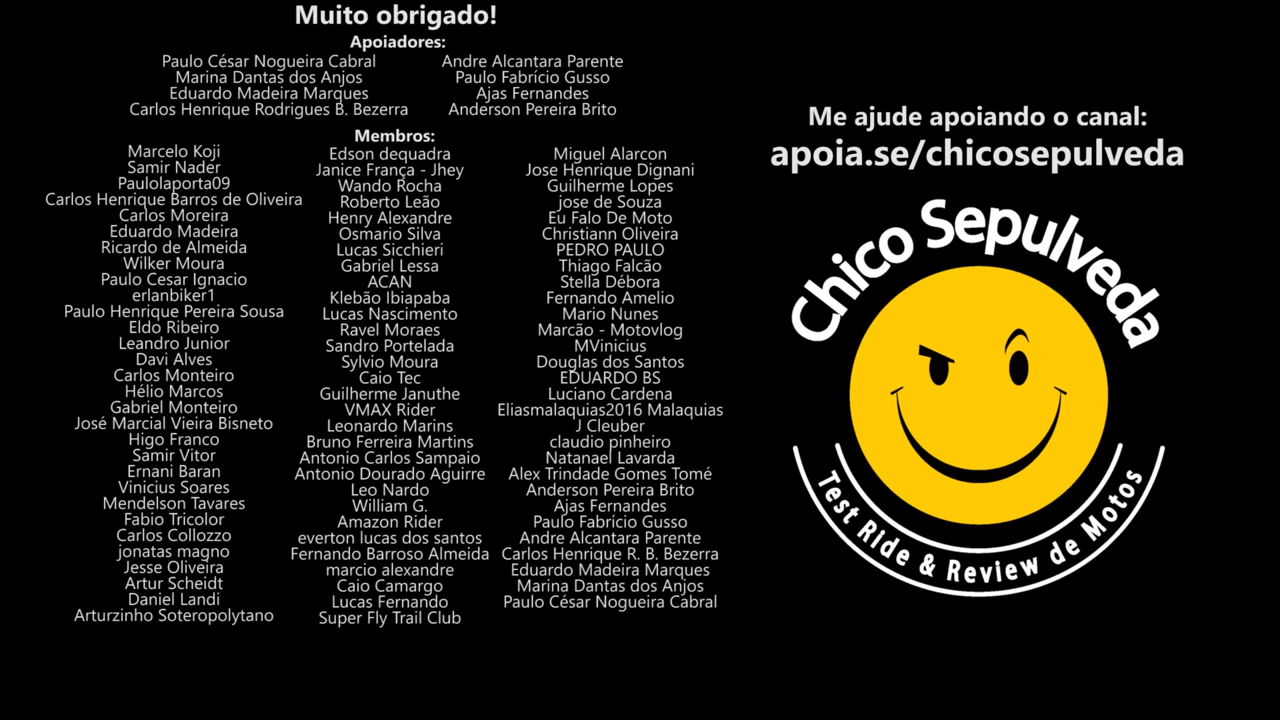 Muito obrigado!
Apoiadores:
Paulo César Nogueira Cabral
Marina Dantas dos Anjos
Eduardo Madeira Marques
Carlos Henrique Rodrigues B. Bezerra
Andre Alcantara Parente
Paulo Fabrício Gusso
Ajas Fernandes
Anderson Pereira Brito
Membros:
Marcelo Koji
Samir Nader
Paulolaporta09
Carlos Henrique Barros de Oliveira
Carlos Moreira
Eduardo Madeira
Ricardo de Almeida
Wilker Moura
Paulo Cesar Ignacio
erlanbiker1
Paulo Henrique Pereira Sousa
Eldo Ribeiro
Leandro Junior
Davi Alves
Carlos Monteiro
Hélio Marcos
Gabriel Monteiro
José Marcial Vieira Bisneto
Higo Franco
Samir Vitor
Ernani Baran
Vinicius Soares
Mendelson Tavares
Fabio Tricolor
Carlos Collozzo
jonatas magno
Jesse Oliveira
Artur Scheidt
Daniel Landi
Arturzinho Soteropolytano
Edson dequadra
Janice França - Jhey
Wando Rocha
Roberto Leão
Henry Alexandre
Osmario Silva
Lucas Sicchieri
Gabriel Lessa
ACAN
Klebão Ibiapaba
Lucas Nascimento
Ravel Moraes
Sandro Portelada
Sylvio Moura
Caio Tec
Guilherme Januthe
VMAX Rider
Leonardo Marins
Bruno Ferreira Martins
Antonio Carlos Sampaio
Antonio Dourado Aguirre
Leo Nardo
William G.
Amazon Rider
everton lucas dos santos
Fernando Barroso Almeida
marcio alexandre
Caio Camargo
Lucas Fernando
Super Fly Trail Club
Miguel Alarcon
Jose Henrique Dignani
Guilherme Lopes
jose de Souza
Eu Falo De Moto
Christiann Oliveira
PEDRO PAULO
Thiago Falcão
Stella Débora
Fernando Amelio
Mario Nunes
Marcão - Motovlog
MVinicius
Douglas dos Santos
EDUARDO BS
Luciano Cardena
Eliasmalaquias2016 Malaquias
J Cleuber
claudio pinheiro
Natanael Lavarda
Alex Trindade Gomes Tomé
Anderson Pereira Brito
Ajas Fernandes
Paulo Fabrício Gusso
Andre Alcantara Parente
Carlos Henrique R. B. Bezerra
Eduardo Madeira Marques
Marina Dantas dos Anjos
Paulo César Nogueira Cabral
Me ajude apoiando o canal:
apoia.se/chicosepulveda
Chico Sepulveda
Test Ride & Review de Motos